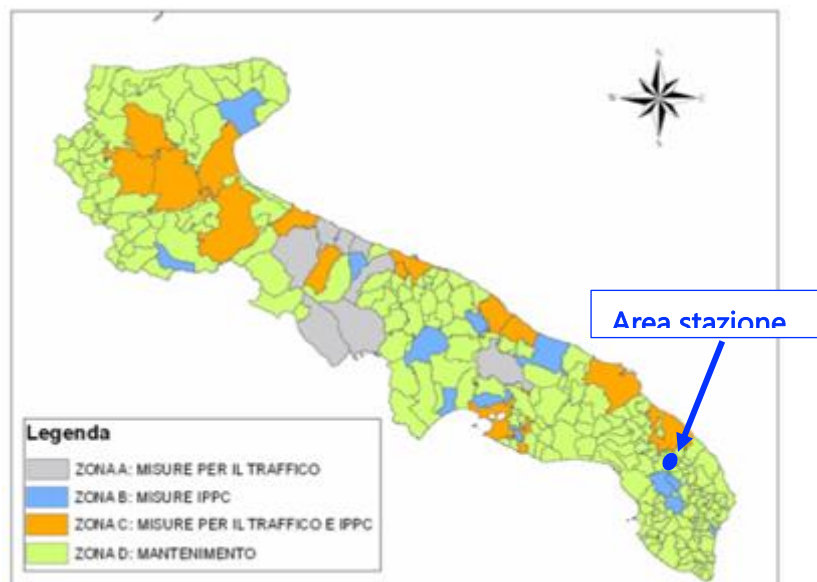 Area stazione
Legenda
ZONA A: MISURE PER IL TRAFFICO
ZONA B: MISURE IPPC
ZONA C: MISURE PER IL TRAFFICO E IPPC
ZONA D: MANTENIMENTO